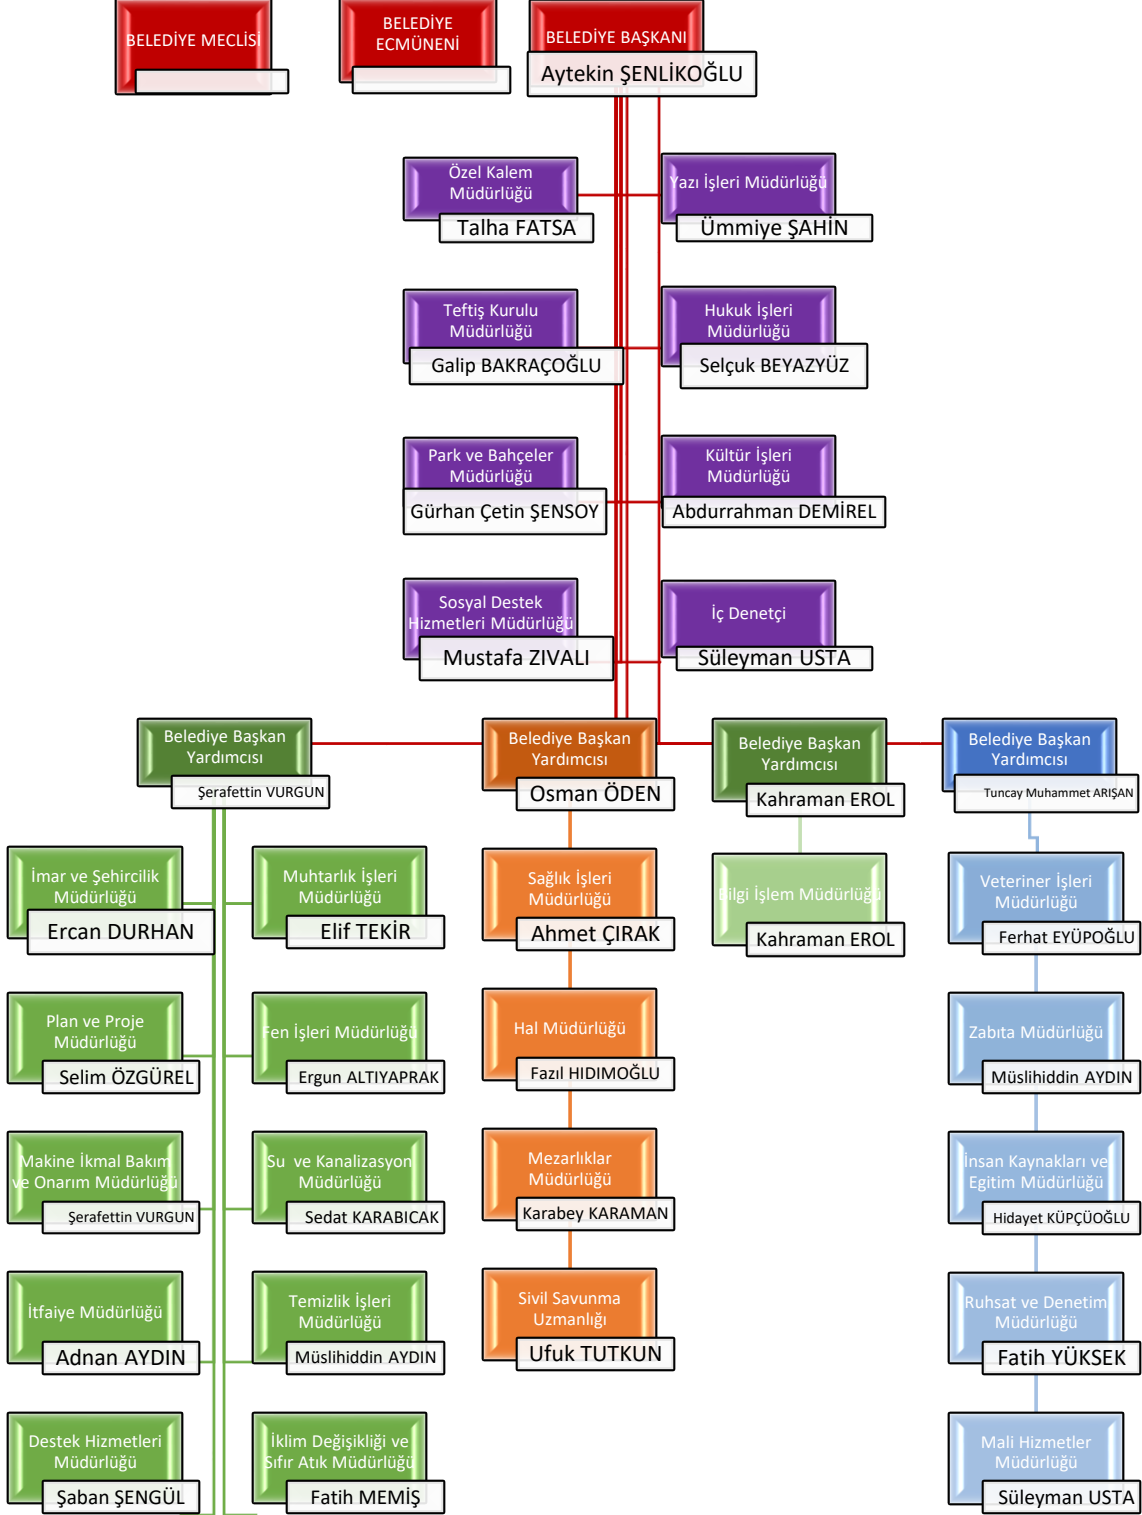 BELEDİYE MECLİSİ
BELEDİYE
ECMÜNENİ
BELEDİYE BAŞKANI
Aytekin ŞENLİKOĞLU
Özel Kalem
Müdürlüğü
Talha FATSA
Yazı İşleri Müdürlüğü
Ümmiye ŞAHİN
Teftiş Kurulu
Müdürlüğü
Galip BAKRAÇOĞLU
Hukuk İşleri
Müdürlüğü
Selçuk BEYAZYÜZ
Park ve Bahçeler
Müdürlüğü
Gürhan Çetin ŞENSOY
Kültür İşleri
Müdürlüğü
Abdurrahman DEMİREL
Sosyal Destek
Hizmetleri Müdürlüğü
Mustafa ZIVALI
İç Denetçi
Süleyman USTA
Belediye Başkan
Yardımcısı
Şerafettin VURGUN
Belediye Başkan
Yardımcısı
Osman ÖDEN
Belediye Başkan
Yardımcısı
Kahraman EROL
Belediye Başkan
Yardımcısı
Tuncay Muhammet ARIŞAN
İmar ve Şehircilik
Müdürlüğü
Ercan DURHAN
Muhtarlık İşleri
Müdürlüğü
Elif TEKİR
Sağlık İşleri
Müdürlüğü
Ahmet ÇIRAK
Bilgi İşlem Müdürlüğü
Kahraman EROL
Veteriner İşleri
Müdürlüğü
Ferhat EYÜPOĞLU
Plan ve Proje
Müdürlüğü
Selim ÖZGÜREL
Fen İşleri Müdürlüğü
Ergun ALTIYAPRAK
Hal Müdürlüğü
Fazıl HIDIMOĞLU
Zabıta Müdürlüğü
Müslihiddin AYDIN
Makine İkmal Bakım
ve Onarım Müdürlüğü
Şerafettin VURGUN
Su  ve Kanalizasyon
Müdürlüğü
Sedat KARABICAK
Mezarlıklar
Müdürlüğü
Karabey KARAMAN
İnsan Kaynakları ve
Egitim Müdürlüğü
Hidayet KÜPÇÜOĞLU
İtfaiye Müdürlüğü
Adnan AYDIN
Temizlik İşleri
Müdürlüğü
Müslihiddin AYDIN
Sivil Savunma
Uzmanlığı
Ufuk TUTKUN
Ruhsat ve Denetim
Müdürlüğü
Fatih YÜKSEK
Destek Hizmetleri
Müdürlüğü
Şaban ŞENGÜL
İklim Değişikliği ve
Sıfır Atık Müdürlüğü
Fatih MEMİŞ
Mali Hizmetler
Müdürlüğü
Süleyman USTA